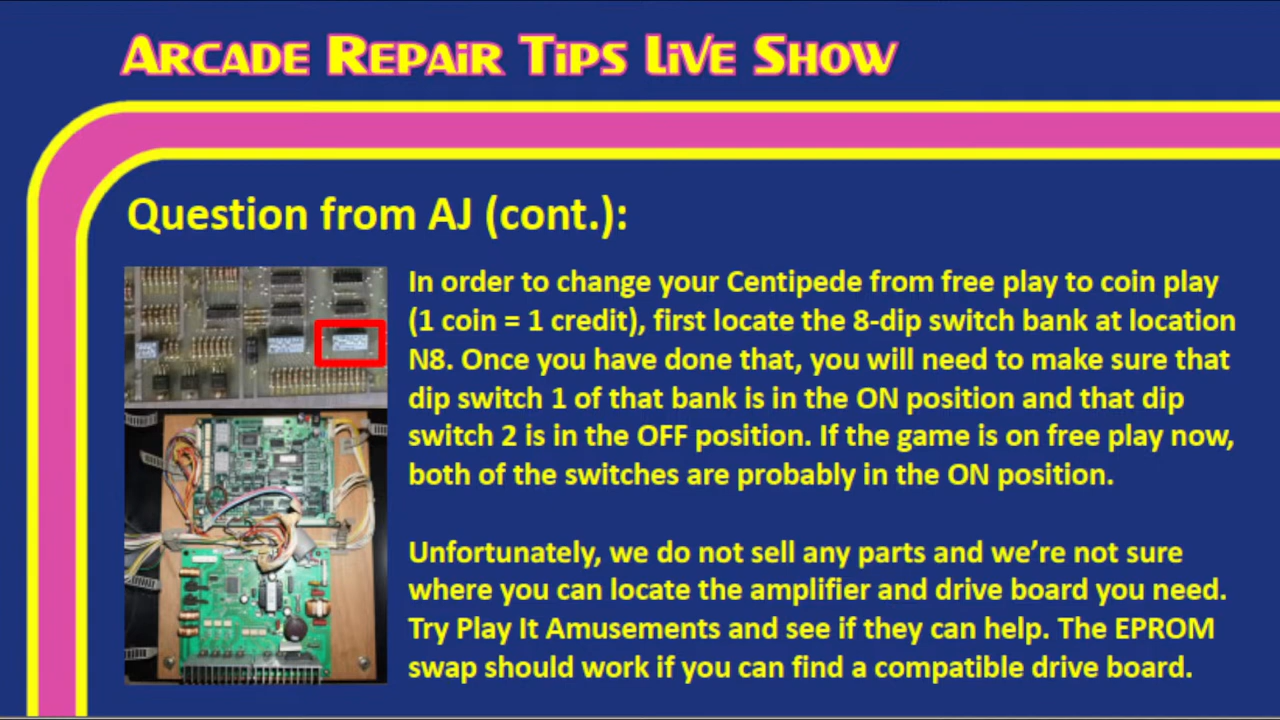 Arcade Repair Tips Live Show
Question from AJ (cont.):
In order to change your Centipede from free play to coin play
(1 coin = 1 credit), first locate the 8-dip switch bank at location
N8. Once you have done that, you will need to make sure that
dip switch 1 of that bank is in the ON position and that dip
switch 2 is in the OFF position. If the game is on free play now,
both of the switches are probably in the ON position.
Unfortunately, we do not sell any parts and we’re not sure
where you can locate the amplifier and drive board you need.
Try Play It Amusements and see if they can help. The EPROM
swap should work if you can find a compatible drive board.